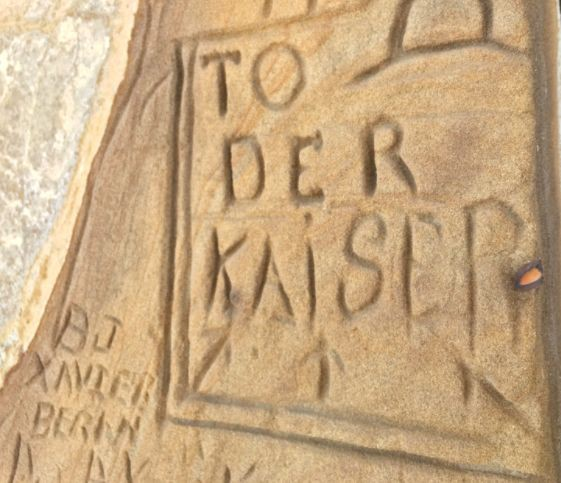 TO
DER
KAISER
BJ
XAVIER
BERNN